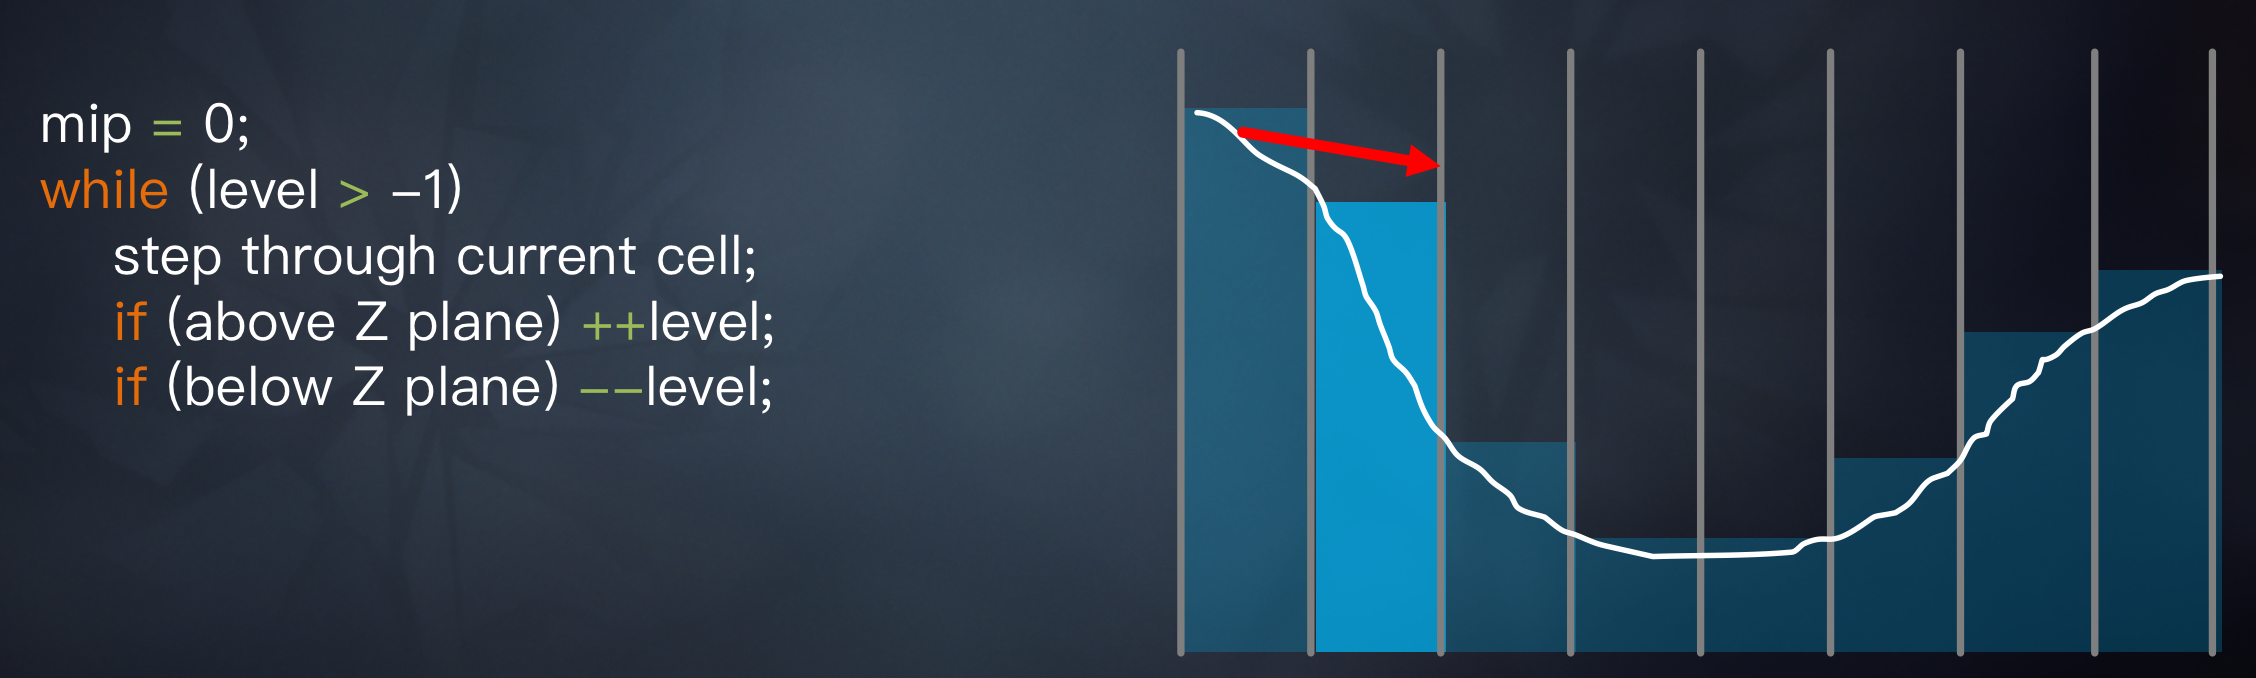 mip = 0;
while (level > -1)
step through current cell;
if (above Z plane) ++level;
if (below Z plane) --level;